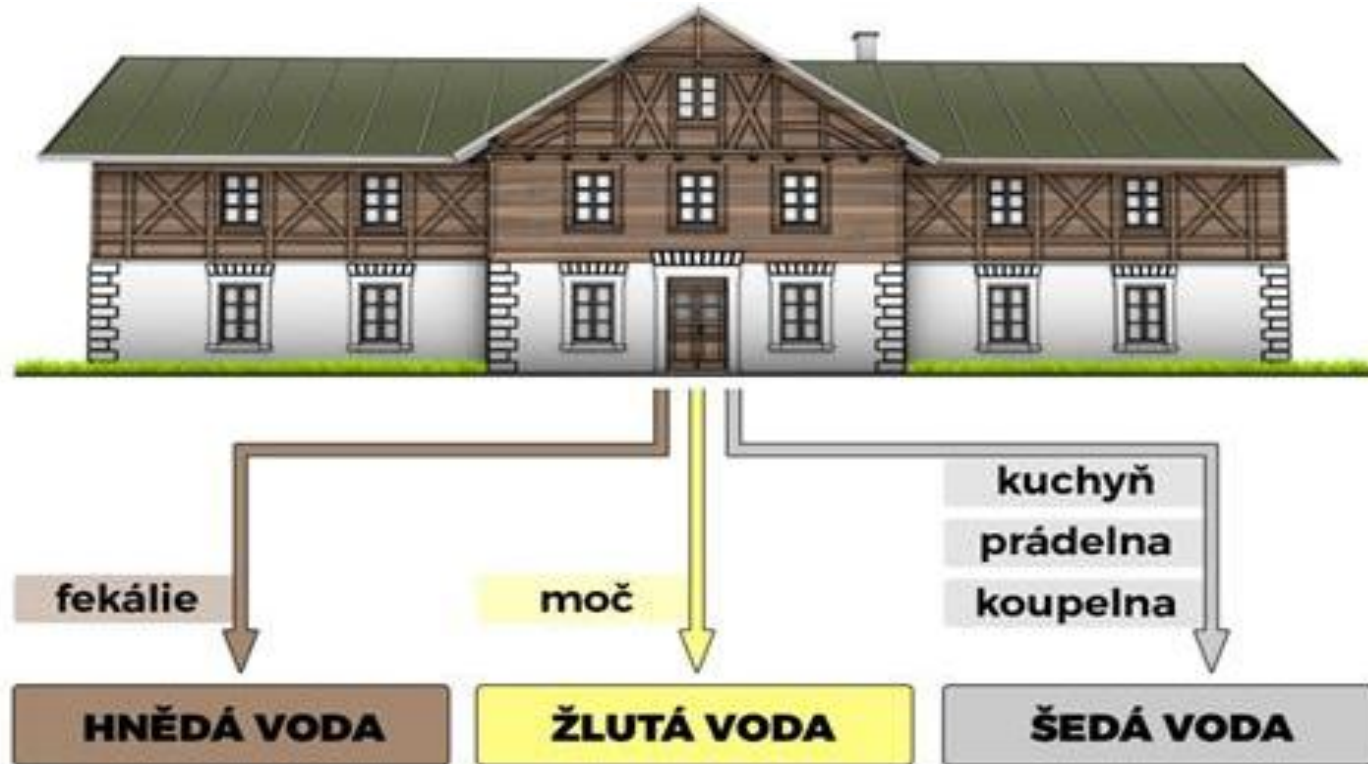 fekálie
HNĚDÁ VODA
moč
ŽLUTÁ VODA
kuchyň
prádelna
koupelna
ŠEDÁ VODA